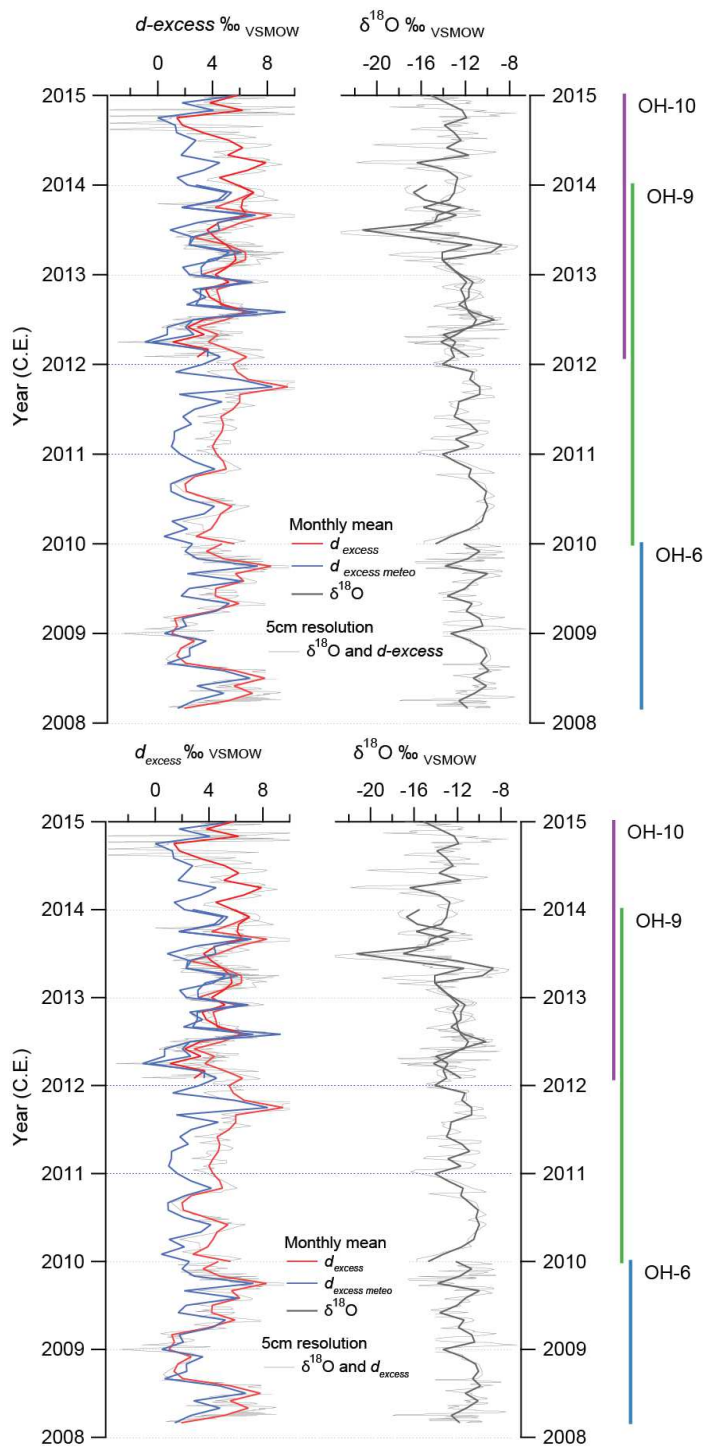 d-excess ‰ VSMOW δ¹⁸O ‰ VSMOW
0 4 8 -20 -16 -12 -8
2015 2015 OH-10
2014 2014 OH-9
2013 2013
2012 2012
Year (C.E.)
2011 2011
2010 2010 OH-6
Monthly mean
d excess
d excess meteo
δ¹⁸O
5cm resolution
δ¹⁸O and d-excess
2009 2009
2008 2008
dexcess ‰ VSMOW δ¹⁸O ‰ VSMOW
0 4 8 -20 -16 -12 -8
2015 2015 OH-10
2014 2014 OH-9
2013 2013
2012 2012
Year (C.E.)
2011 2011
2010 2010 OH-6
Monthly mean
dexcess
dexcess meteo
δ¹⁸O
5cm resolution
δ¹⁸O and dexcess
2009 2009
2008 2008